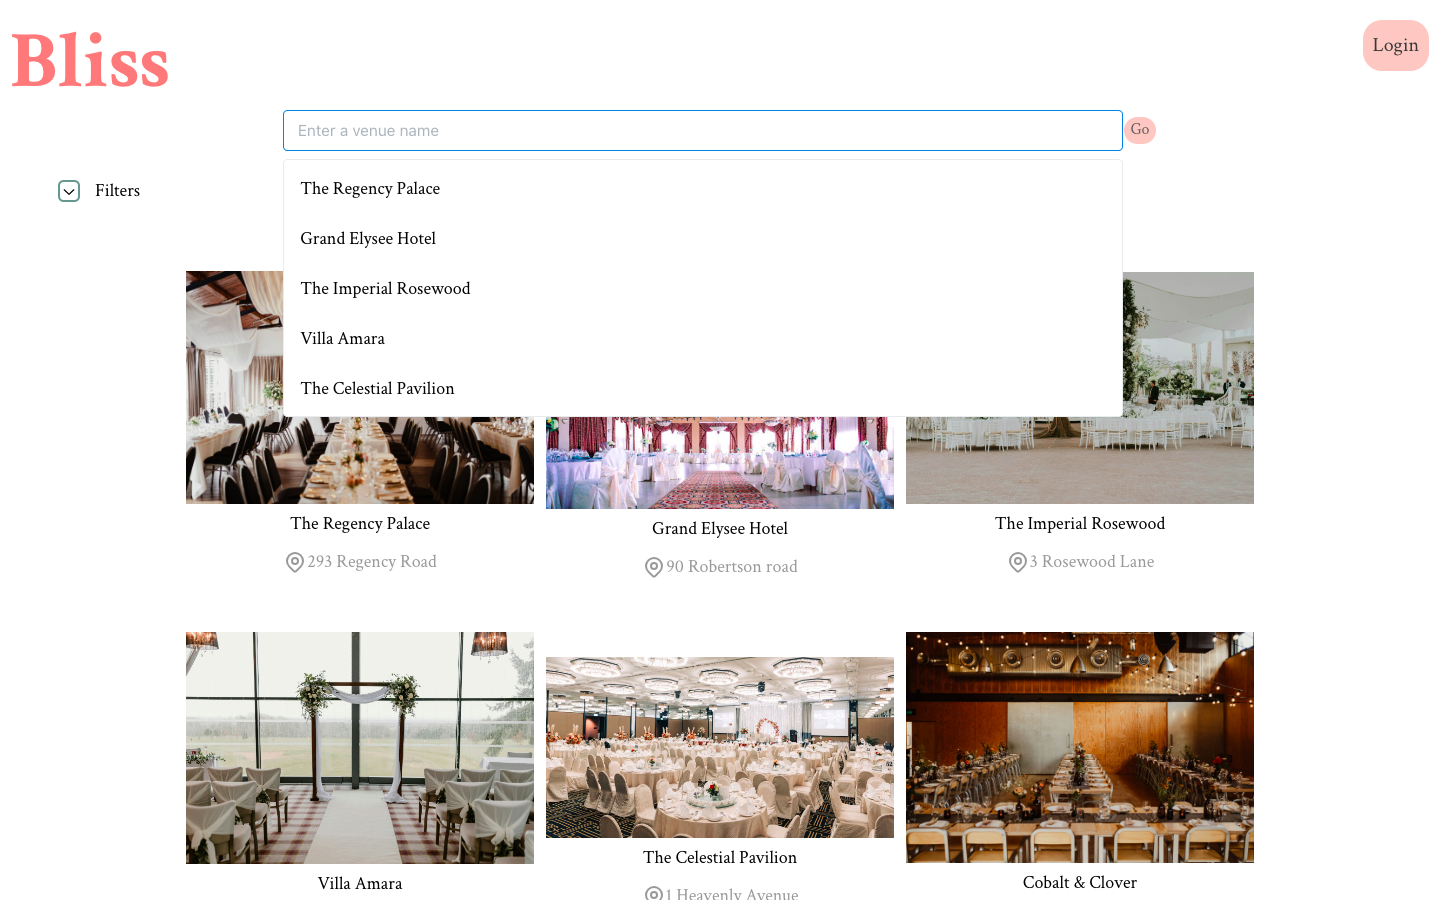 Bliss
Login
Enter a venue name
Go
Filters
The Regency Palace
Grand Elysee Hotel
The Imperial Rosewood
Villa Amara
The Celestial Pavilion
The Regency Palace
293 Regency Road
Grand Elysee Hotel
90 Robertson road
The Imperial Rosewood
3 Rosewood Lane
Villa Amara
The Celestial Pavilion
1 Heavenly Avenue
Cobalt & Clover